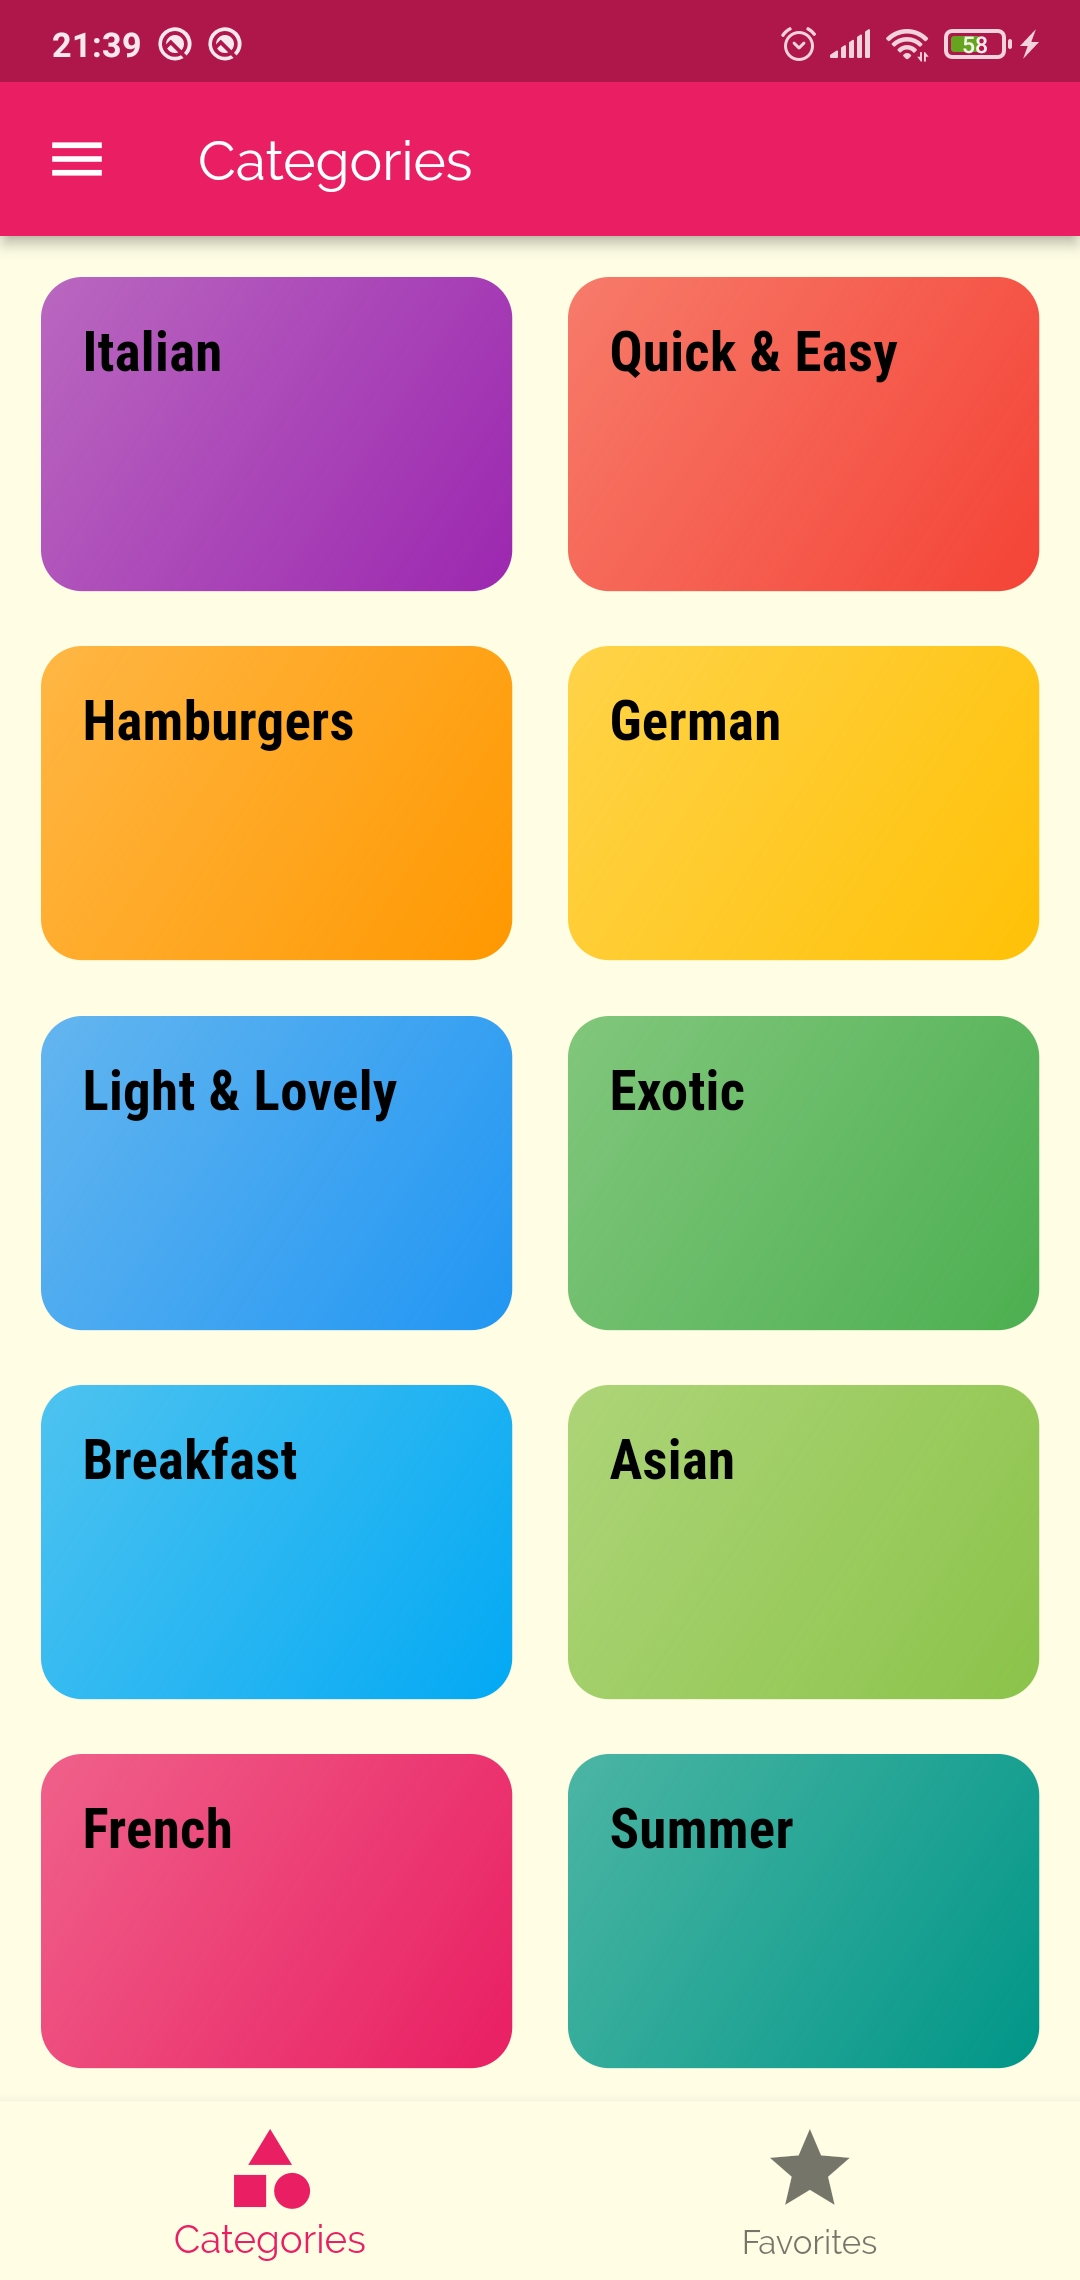 21:39
58
Categories
Italian
Quick & Easy
Hamburgers
German
Light & Lovely
Exotic
Breakfast
Asian
French
Summer
Categories
Favorites